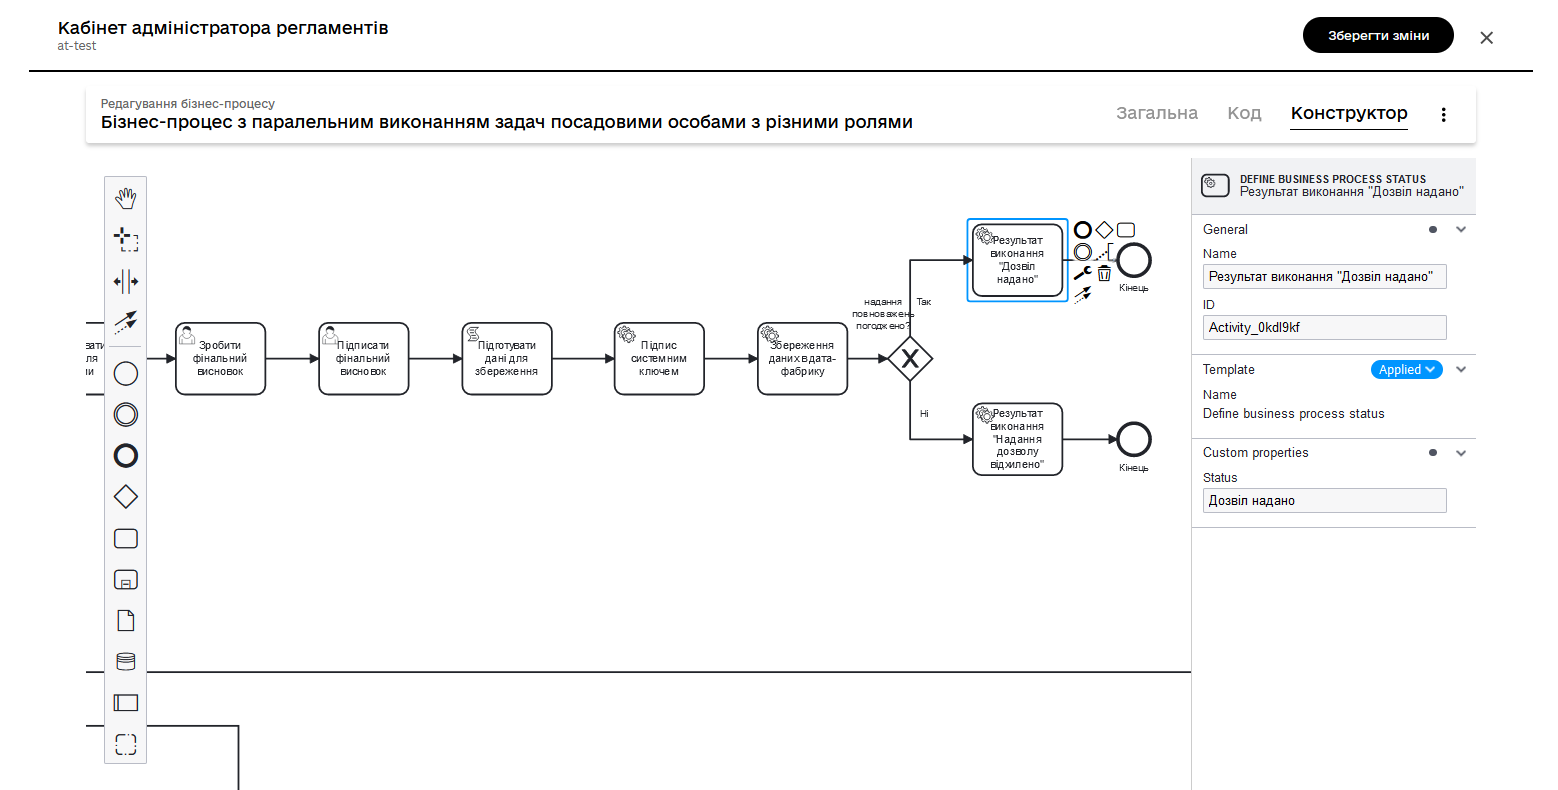 Кабінет адміністратора регламентів
at-test
Зберегти зміни
Редагування бізнес-процесу
Бізнес-процес з паралельним виконанням задач посадовими особами з різними ролями
Загальна
Код
Конструктор
DEFINE BUSINESS PROCESS STATUS
Результат виконання "Дозвіл надано"
General
Name
Результат виконання "Дозвіл надано"
ID
Activity_0kdl9kf
Template
Applied
Name
Define business process status
Custom properties
Status
Дозвіл надано
Результат
виконання
"Дозвіл
надано"
Кінець
надання
повноважень
погоджено?
Так
Зробити
фінальний
висновок
Підписати
фінальний
висновок
Підготувати
дані для
збереження
Підпис
системним
ключем
Збереження
даних в дата-
фабрику
Ні
Результат
виконання
"Надання
дозволу
відхилено"
Кінець